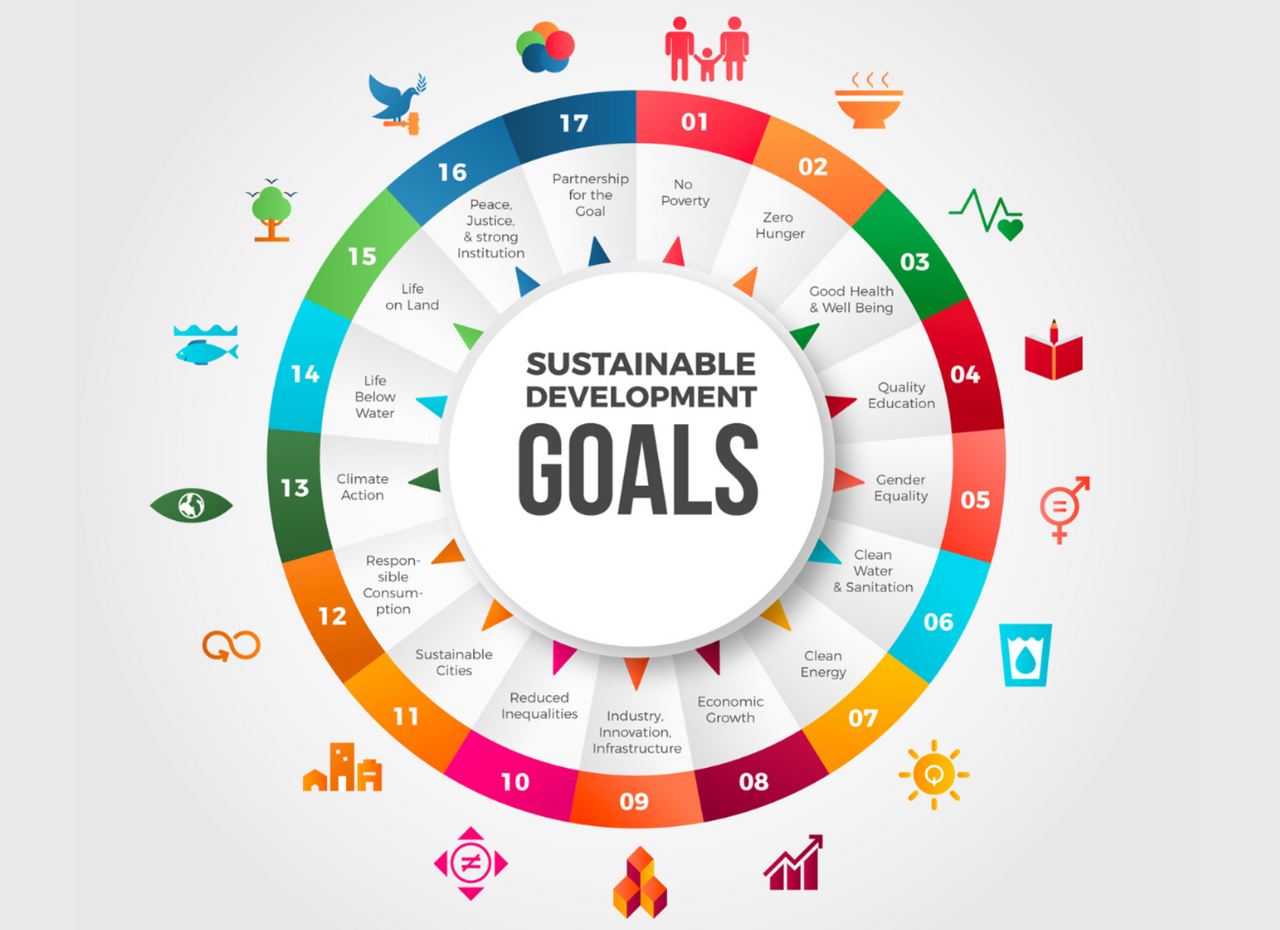 SUSTAINABLE
DEVELOPMENT
GOALS
01
No
Poverty
02
Zero
Hunger
03
Good Health
& Well Being
04
Quality
Education
05
Gender
Equality
06
Clean
Water
& Sanitation
07
Clean
Energy
08
Economic
Growth
09
Industry,
Innovation,
Infrastructure
10
Reduced
Inequalities
11
Sustainable
Cities
12
Respon-
sible
Consum-
ption
13
Climate
Action
14
Life
Below
Water
15
Life
on Land
16
Peace,
Justice,
& strong
Institution
17
Partnership
for the
Goal